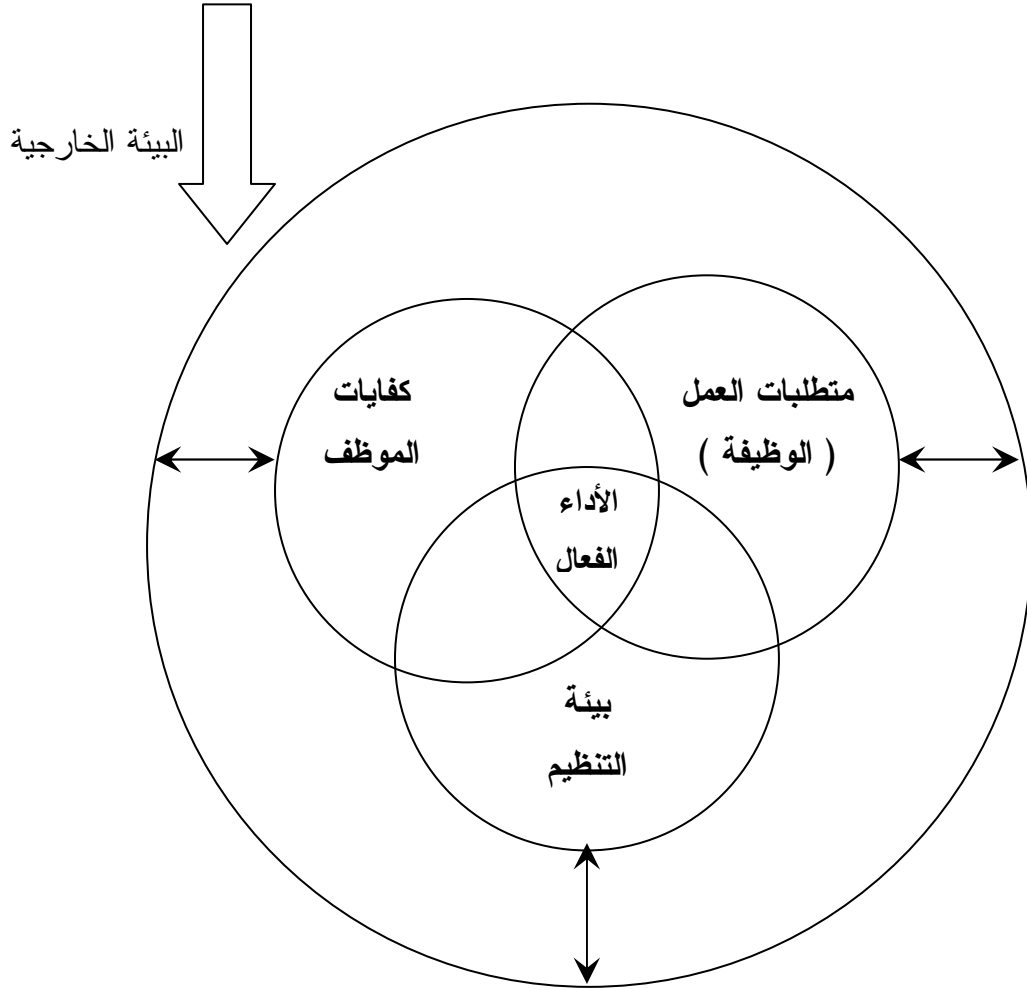 البيئة الخارجية
متطلبات العمل
( الوظيفة )
كفايات
الموظف
الأداء
الفعال
بيئة
التنظيم